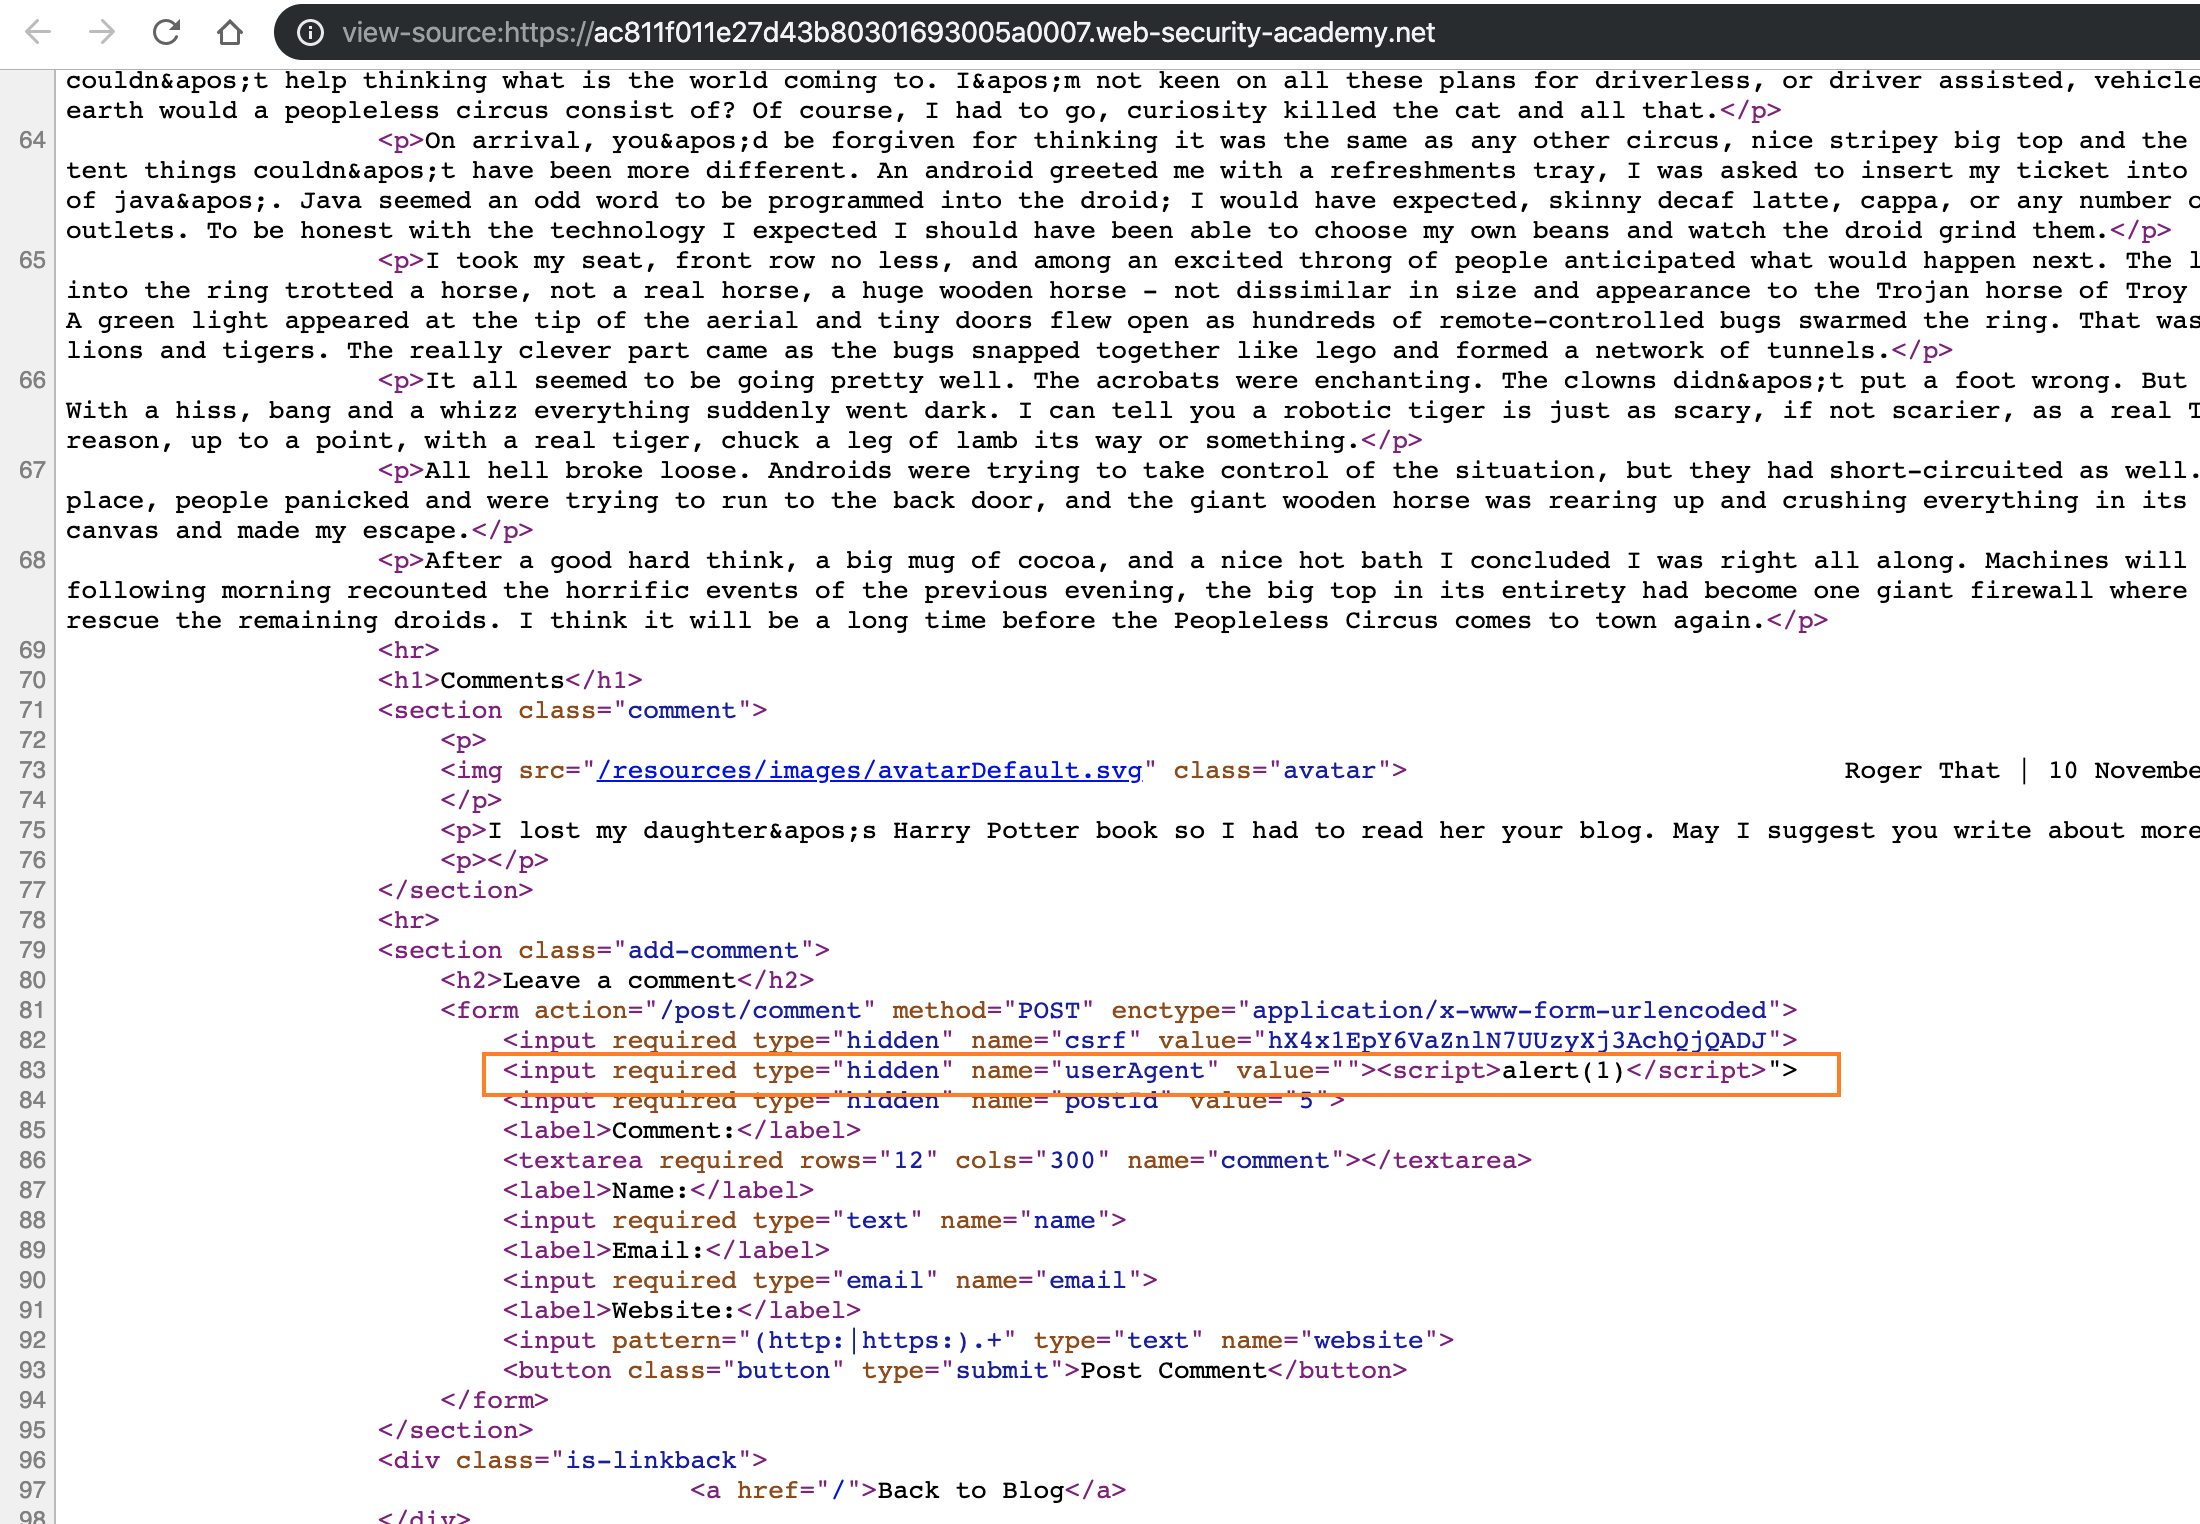 view-source:https://ac811f011e27d43b80301693005a0007.web-security-academy.net
couldn&apos;t help thinking what is the world coming to. I&apos;m not keen on all these plans for driverless, or driver assisted, vehicle
earth would a peopleless circus consist of? Of course, I had to go, curiosity killed the cat and all that.</p>
64 <p>On arrival, you&apos;d be forgiven for thinking it was the same as any other circus, nice stripey big top and the
tent things couldn&apos;t have been more different. An android greeted me with a refreshments tray, I was asked to insert my ticket into
of java&apos;. Java seemed an odd word to be programmed into the droid; I would have expected, skinny decaf latte, cappa, or any number
outlets. To be honest with the technology I expected I should have been able to choose my own beans and watch the droid grind them.</p>
65 <p>I took my seat, front row no less, and among an excited throng of people anticipated what would happen next. The
into the ring trotted a horse, not a real horse, a huge wooden horse – not dissimilar in size and appearance to the Trojan horse of Troy
A green light appeared at the tip of the aerial and tiny doors flew open as hundreds of remote-controlled bugs swarmed the ring. That was
lions and tigers. The really clever part came as the bugs snapped together like lego and formed a network of tunnels.</p>
66 <p>It all seemed to be going pretty well. The acrobats were enchanting. The clowns didn&apos;t put a foot wrong. But
With a hiss, bang and a whizz everything suddenly went dark. I can tell you a robotic tiger is just as scary, if not scarier, as a real
reason, up to a point, with a real tiger, chuck a leg of lamb its way or something.</p>
67 <p>All hell broke loose. Androids were trying to take control of the situation, but they had short-circuited as well.
place, people panicked and were trying to run to the back door, and the giant wooden horse was rearing up and crushing everything in its
canvas and made my escape.</p>
68 <p>After a good hard think, a big mug of cocoa, and a nice hot bath I concluded I was right all along. Machines will
following morning recounted the horrific events of the previous evening, the big top in its entirety had become one giant firewall where
rescue the remaining droids. I think it will be a long time before the Peopleless Circus comes to town again.</p>
69 <hr>
70 <h1>Comments</h1>
71 <section class="comment">
72 <p>
73 <img src="/resources/images/avatarDefault.svg" class="avatar"> Roger That | 10 Novembe
74 </p>
75 <p>I lost my daughter&apos;s Harry Potter book so I had to read her your blog. May I suggest you write about more
76 <p></p>
77 </section>
78 <hr>
79 <section class="add-comment">
80 <h2>Leave a comment</h2>
81 <form action="/post/comment" method="POST" enctype="application/x-www-form-urlencoded">
82 <input required type="hidden" name="csrf" value="hX4x1EpY6VaZnlN7UUzyXj3AchQjQADJ">
83 <input required type="hidden" name="userAgent" value=""><script>alert(1)</script>">
84 <input required type="hidden" name="postId" value="5">
85 <label>Comment:</label>
86 <textarea required rows="12" cols="300" name="comment"></textarea>
87 <label>Name:</label>
88 <input required type="text" name="name">
89 <label>Email:</label>
90 <input required type="email" name="email">
91 <label>Website:</label>
92 <input pattern="(http:|https:).+" type="text" name="website">
93 <button class="button" type="submit">Post Comment</button>
94 </form>
95 </section>
96 <div class="is-linkback">
97 <a href="/">Back to Blog</a>
98 </div>